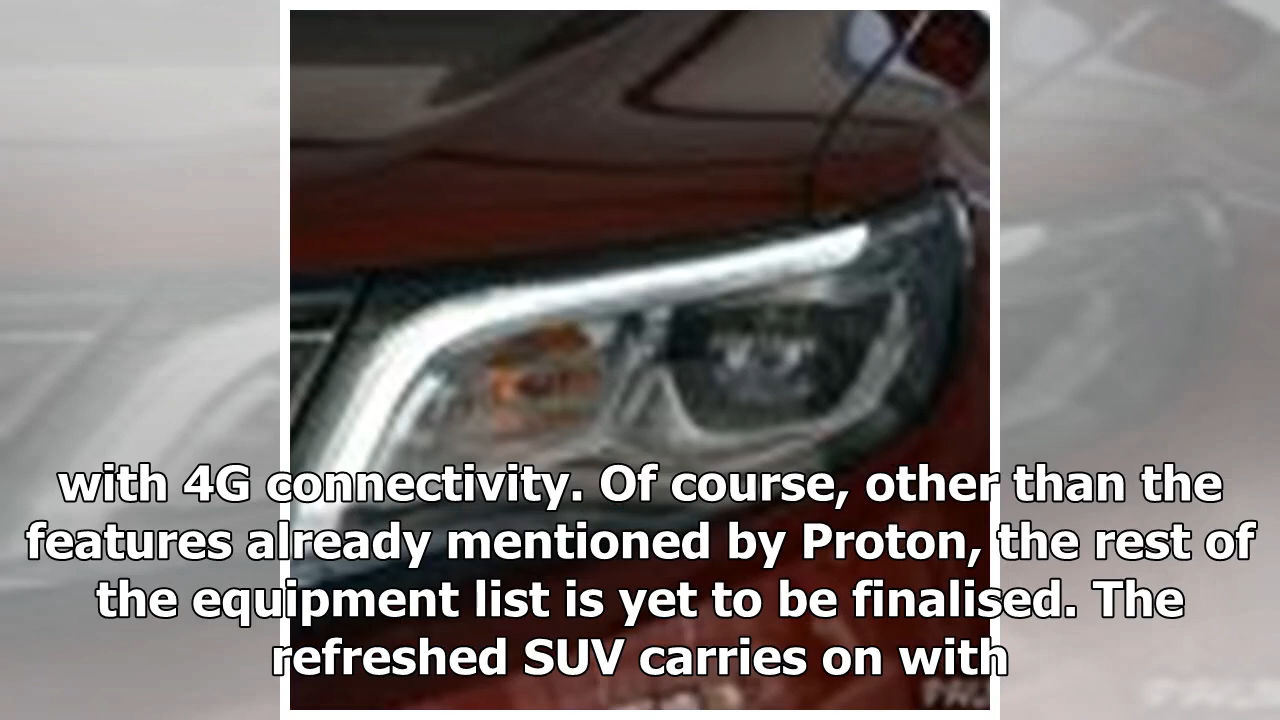 with 4G connectivity. Of course, other than the
features already mentioned by Proton, the rest of
the equipment list is yet to be finalised. The
refreshed SUV carries on with